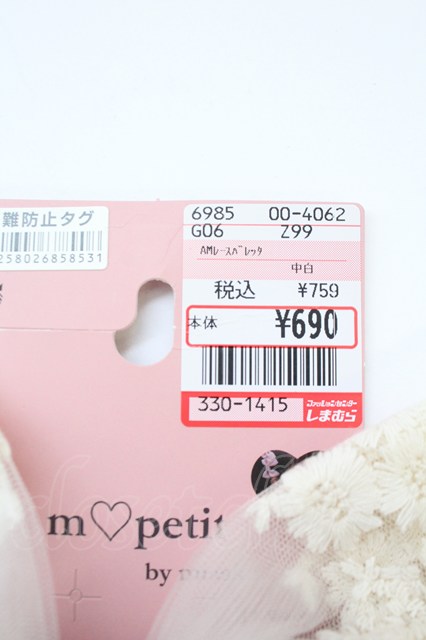 難防止タグ
258026858531
6985 00-4062
G06 Z99
AMﾚｰｽﾊﾞﾚｯﾀ
中白
税込 ¥759
本体 ¥690
330-1415
ファッションセンター
しまむら
m♡petit
by